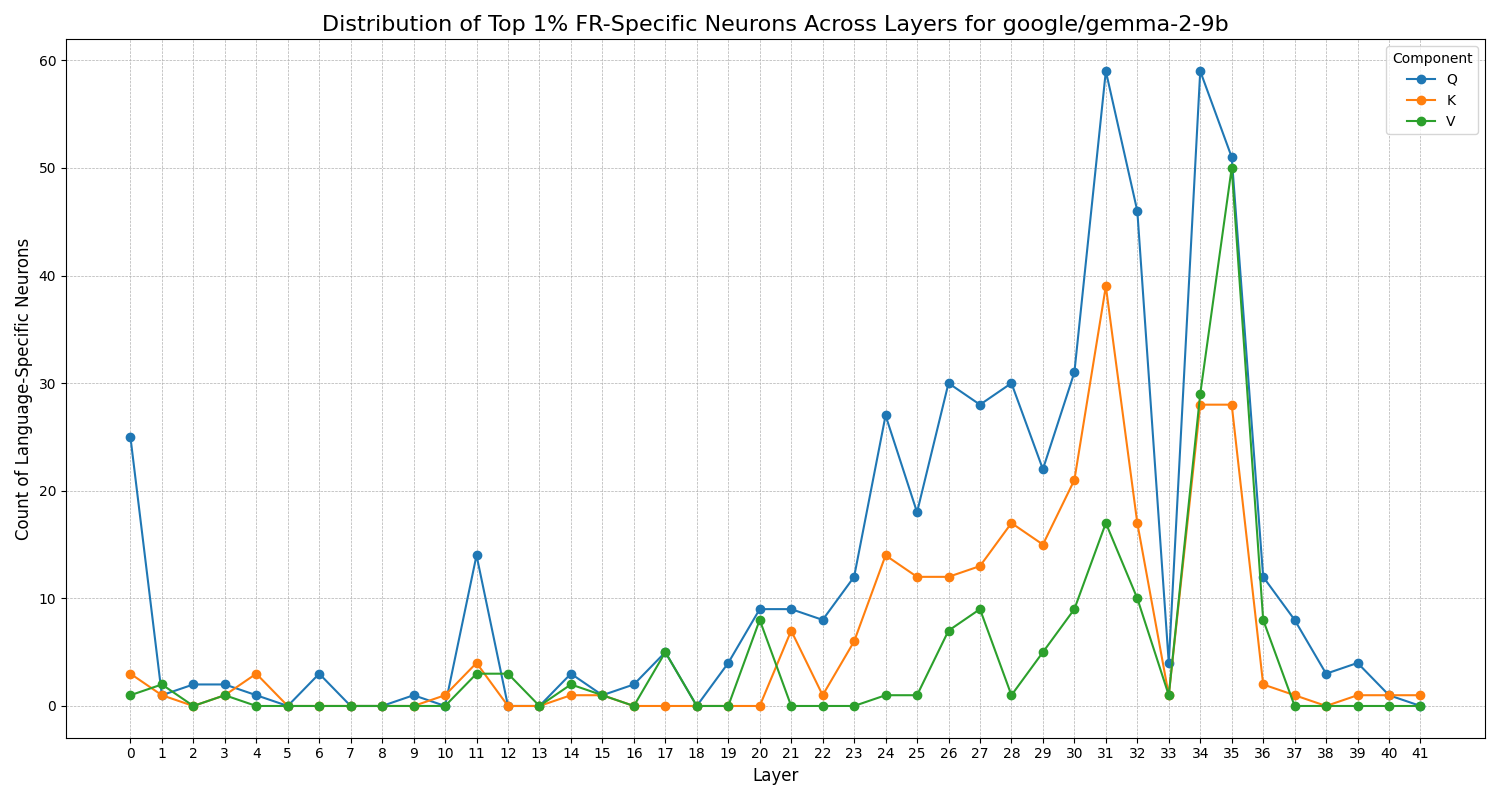 Distribution of Top 1% FR-Specific Neurons Across Layers for google/gemma-2-9b
Component
Q
K
V
Count of Language-Specific Neurons
60
50
40
30
20
10
0
0 1 2 3 4 5 6 7 8 9 10 11 12 13 14 15 16 17 18 19 20 21 22 23 24 25 26 27 28 29 30 31 32 33 34 35 36 37 38 39 40 41
Layer